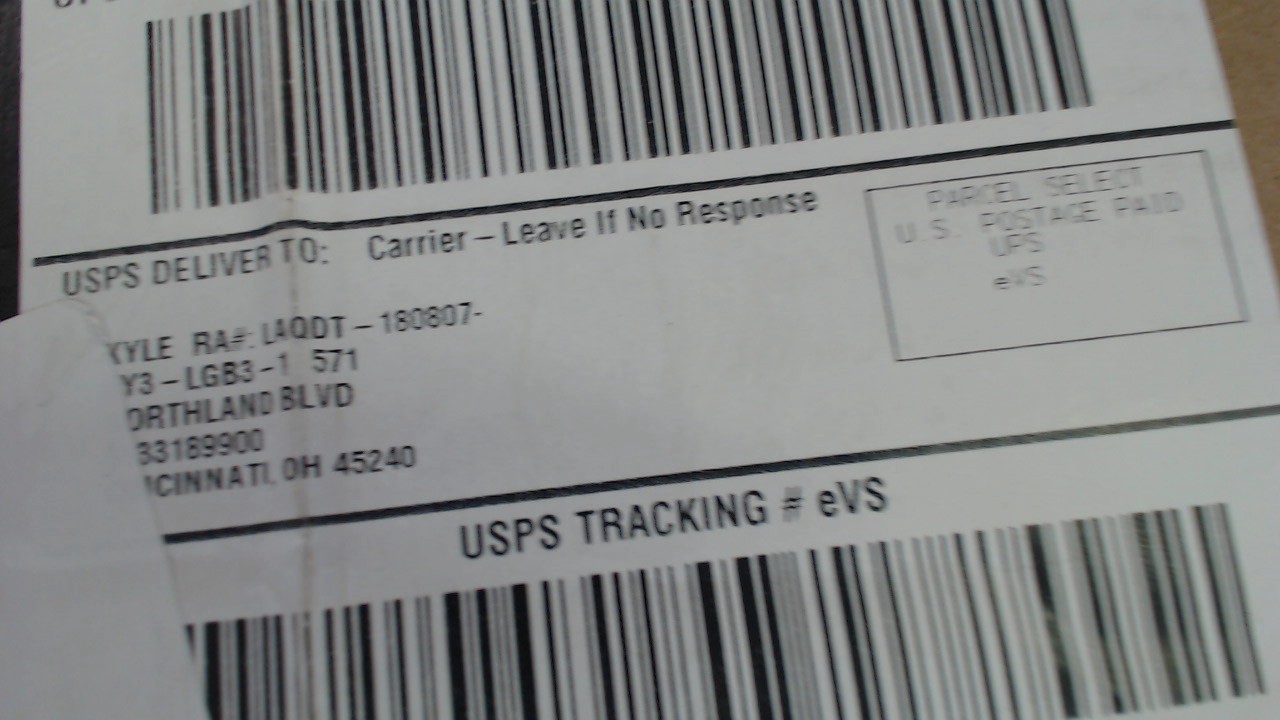 USPS DELIVER TO: Carrier – Leave If No Response
PARCEL SELECT
U.S. POSTAGE PAID
UPS
eVS
KYLE RA#: LAQDT – 180807-
Y3 – LGB3 – 1 571
ORTHLAND BLVD
33189900
CINNATI, OH 45240
USPS TRACKING # eVS